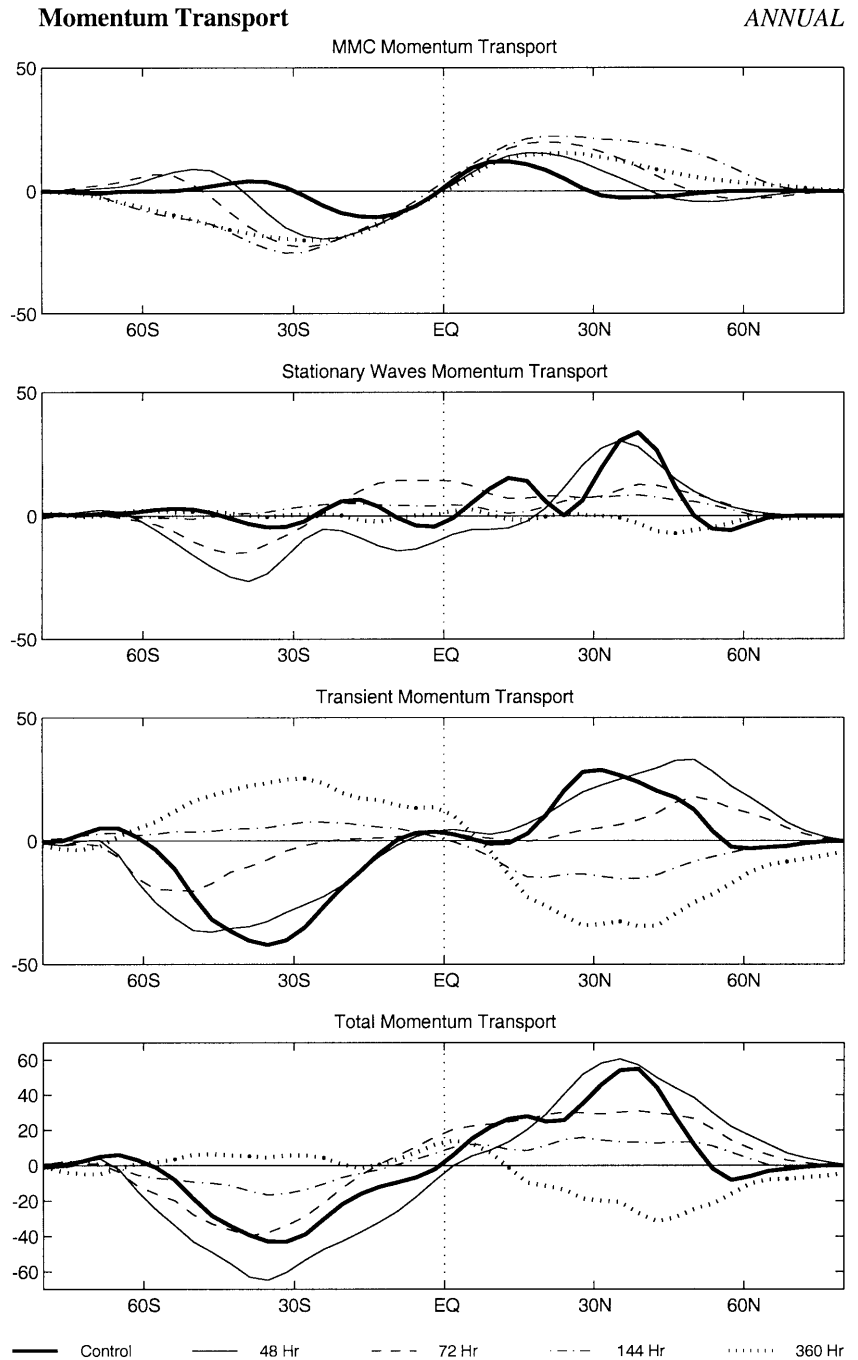 Momentum Transport ANNUAL
MMC Momentum Transport
50
0
-50
60S 30S EQ 30N 60N
Stationary Waves Momentum Transport
50
0
-50
60S 30S EQ 30N 60N
Transient Momentum Transport
50
0
-50
60S 30S EQ 30N 60N
Total Momentum Transport
60
40
20
0
-20
-40
-60
60S 30S EQ 30N 60N
Control 48 Hr 72 Hr 144 Hr 360 Hr